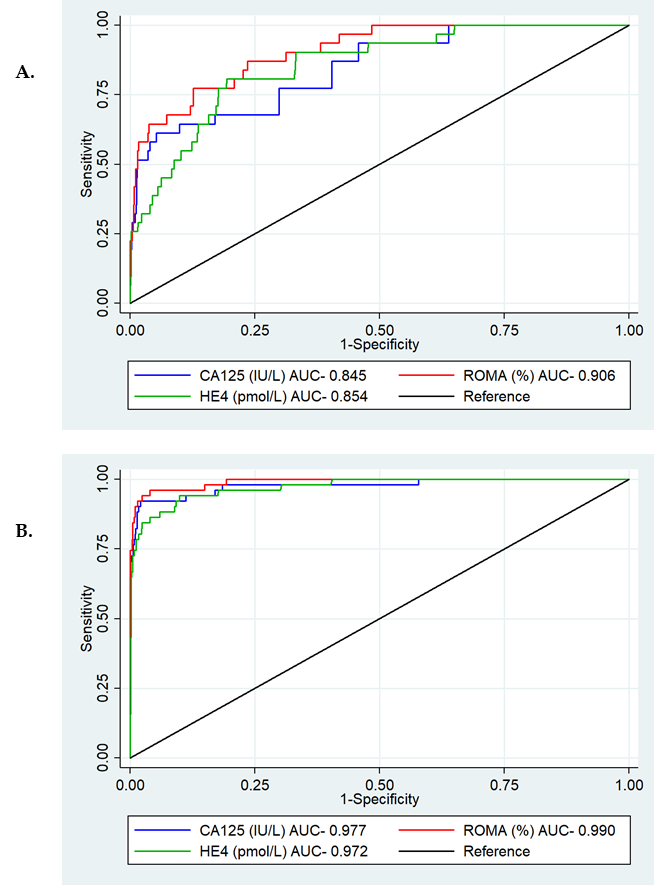 A.
1.00
0.75
Sensitivity
0.50
0.25
0.00
0.00 0.25 0.50 0.75 1.00
1-Specificity
CA125 (IU/L) AUC- 0.845 ROMA (%) AUC- 0.906
HE4 (pmol/L) AUC- 0.854 Reference
B.
1.00
0.75
Sensitivity
0.50
0.25
0.00
0.00 0.25 0.50 0.75 1.00
1-Specificity
CA125 (IU/L) AUC- 0.977 ROMA (%) AUC- 0.990
HE4 (pmol/L) AUC- 0.972 Reference